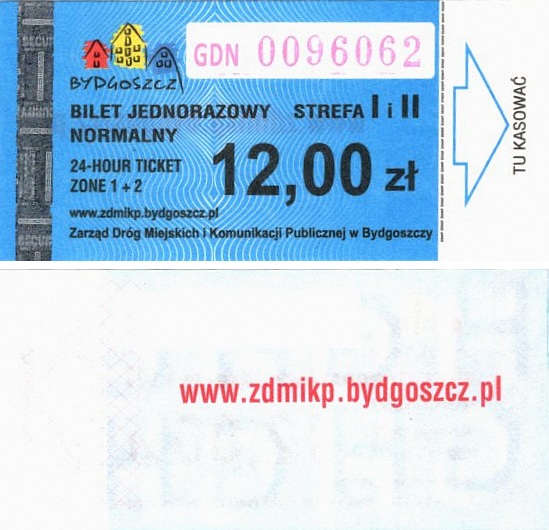 GDN 0096062
BYDGOSZCZ
BILET JEDNORAZOWY STREFA I i II
NORMALNY
24-HOUR TICKET
ZONE 1 + 2
12,00 zł
www.zdmikp.bydgoszcz.pl
Zarząd Dróg Miejskich i Komunikacji Publicznej w Bydgoszczy
TU KASOWAĆ
www.zdmikp.bydgoszcz.pl